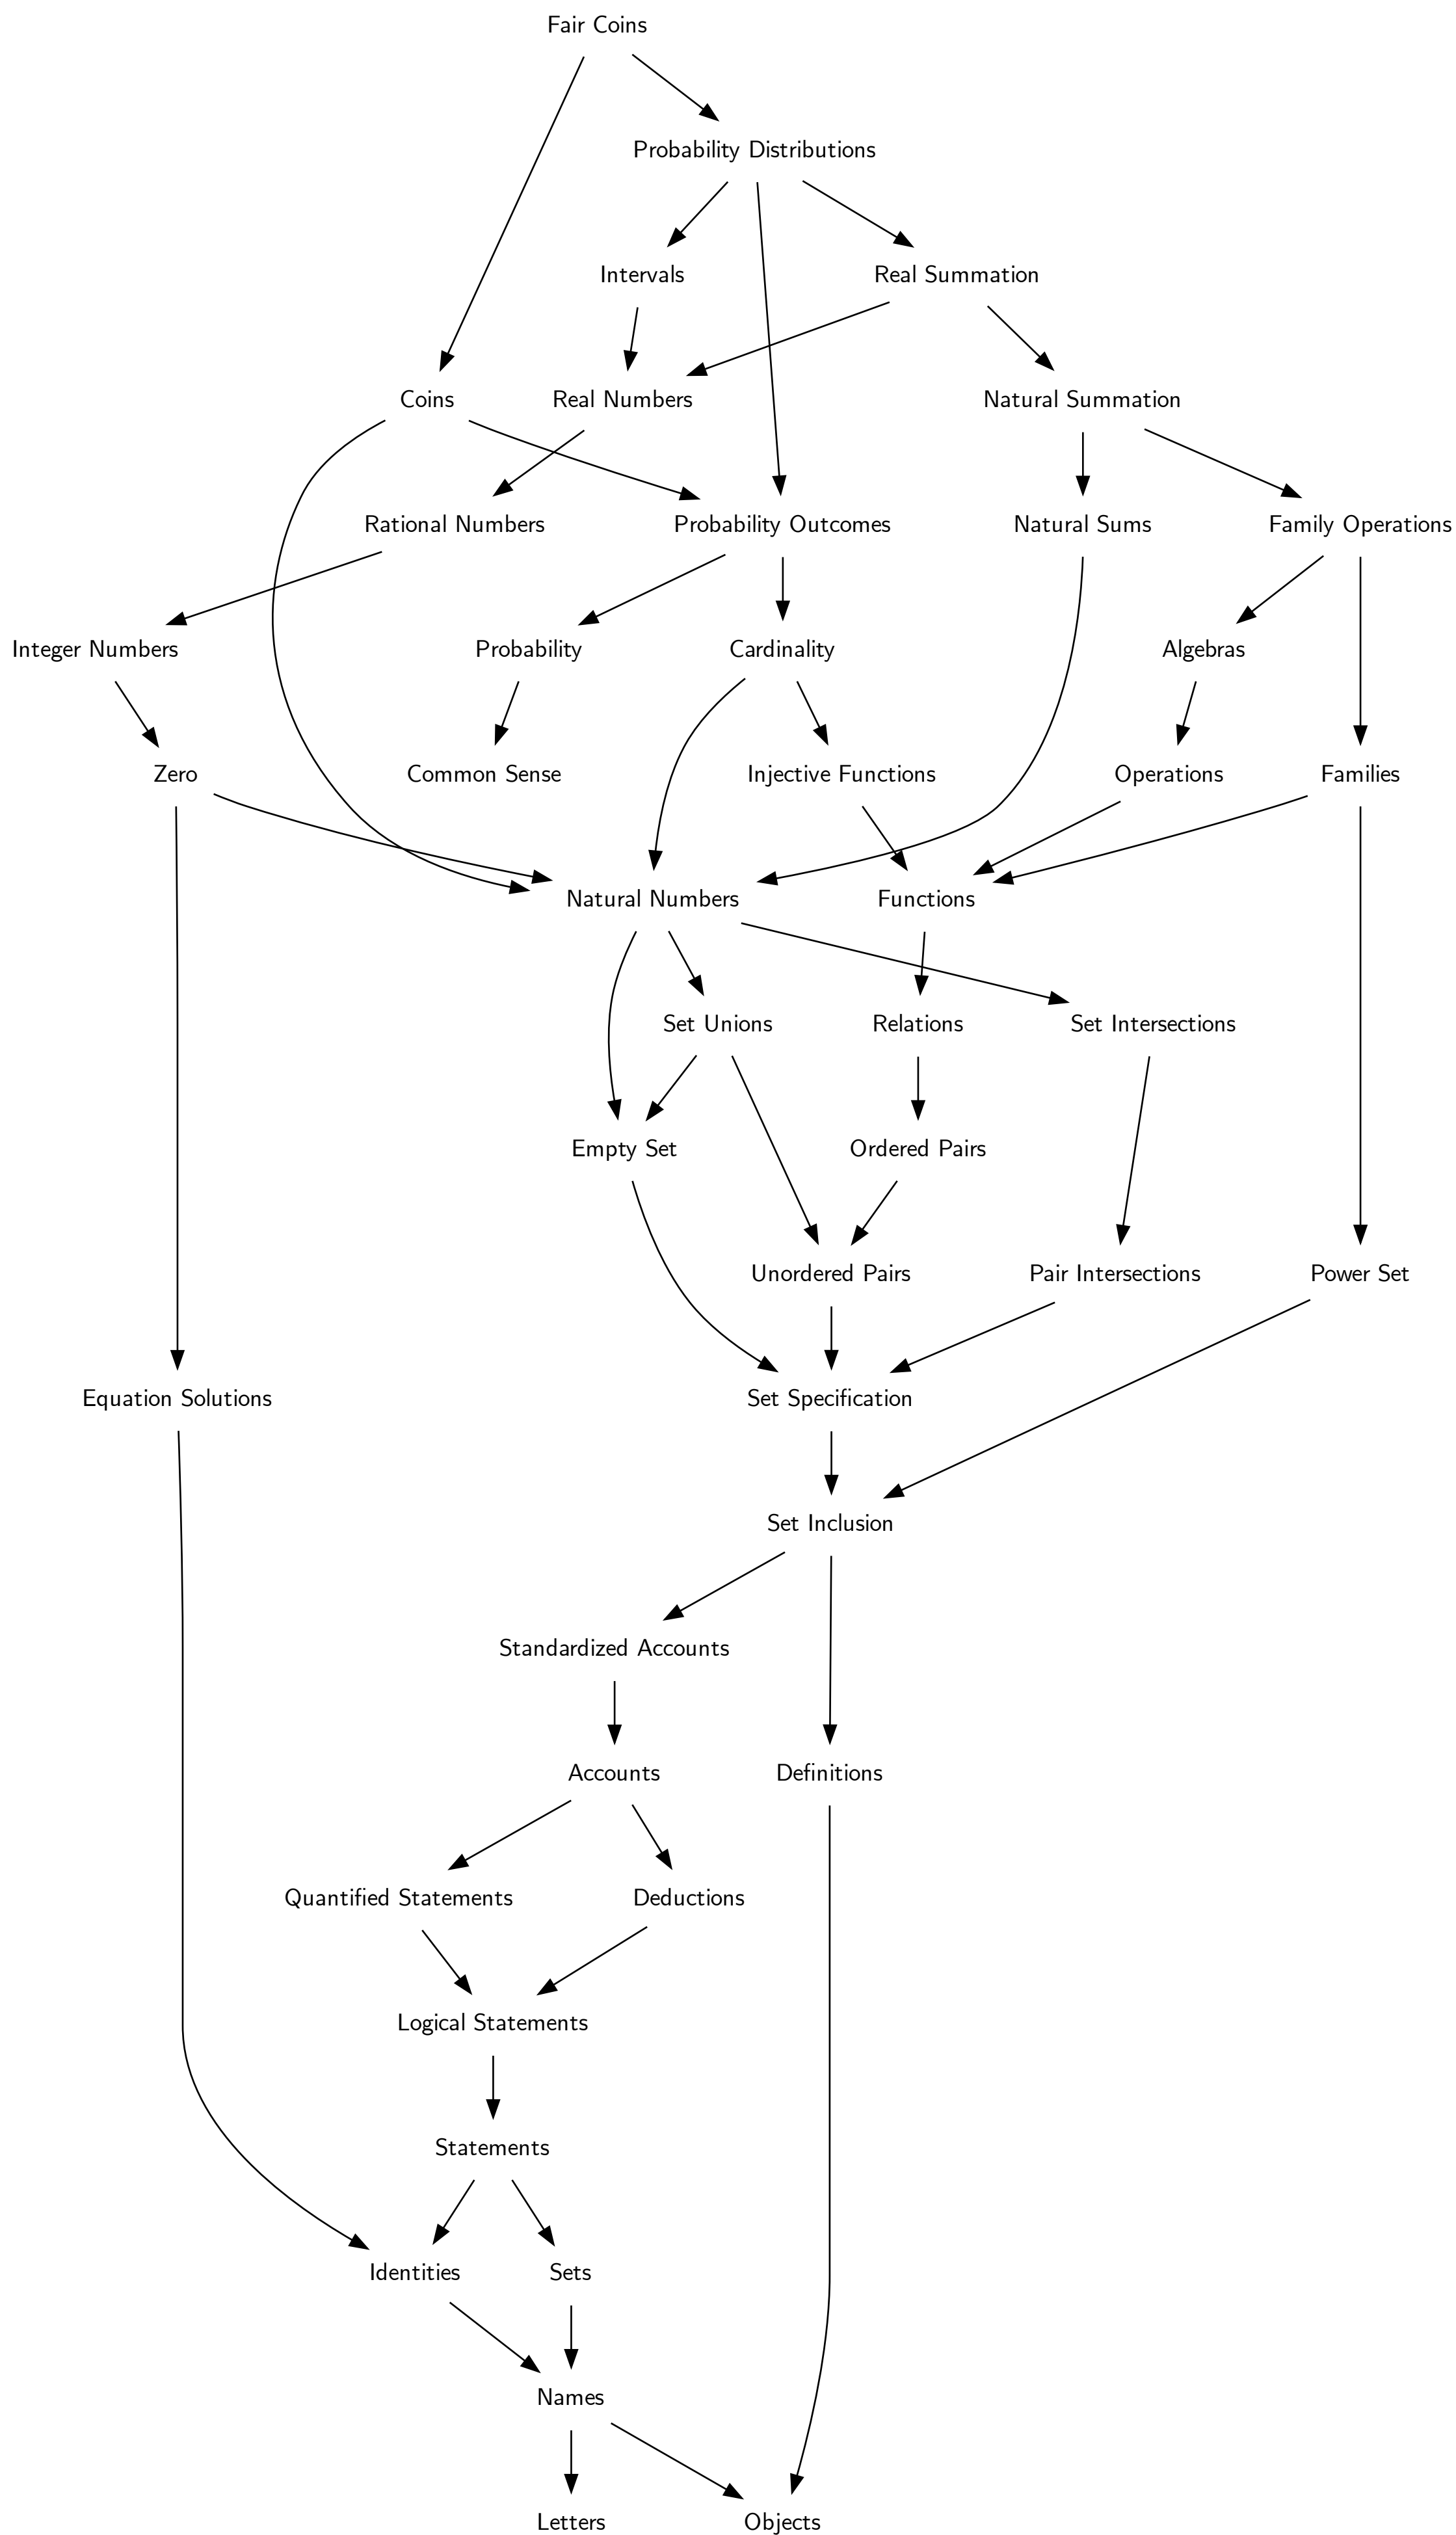 Fair Coins
Probability Distributions
Intervals
Real Summation
Coins
Real Numbers
Natural Summation
Rational Numbers
Probability Outcomes
Natural Sums
Family Operations
Integer Numbers
Probability
Cardinality
Algebras
Zero
Common Sense
Injective Functions
Operations
Families
Natural Numbers
Functions
Set Unions
Relations
Set Intersections
Empty Set
Ordered Pairs
Unordered Pairs
Pair Intersections
Power Set
Equation Solutions
Set Specification
Set Inclusion
Standardized Accounts
Accounts
Definitions
Quantified Statements
Deductions
Logical Statements
Statements
Identities
Sets
Names
Letters
Objects